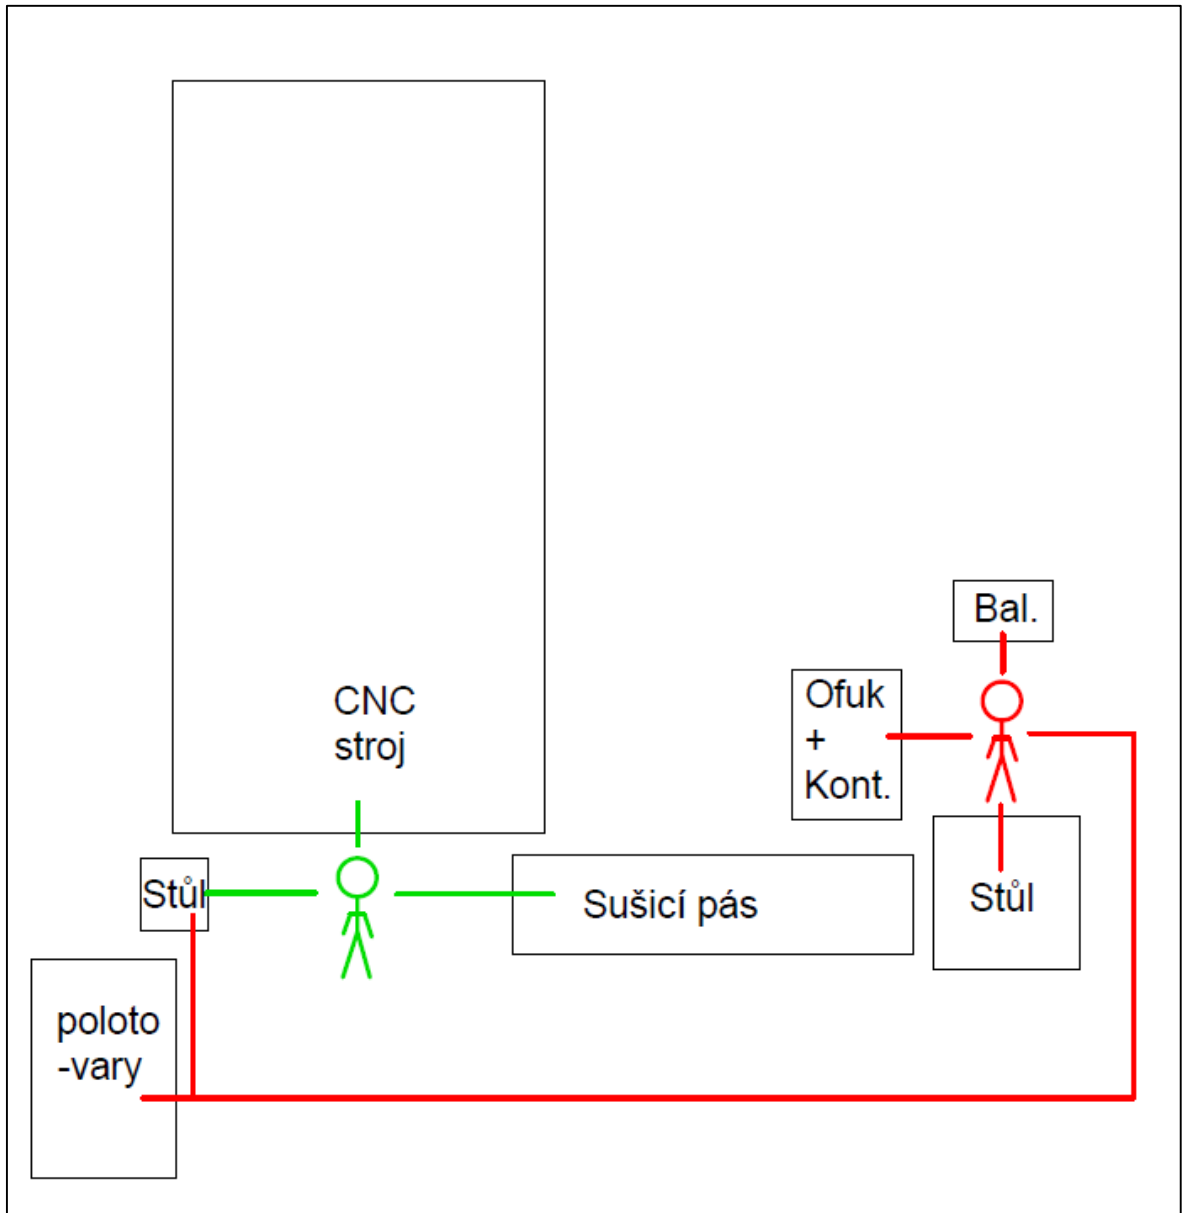 Bal.
Ofuk
+
Kont.
CNC
stroj
Stůl
Sušicí pás
Stůl
poloto
-vary